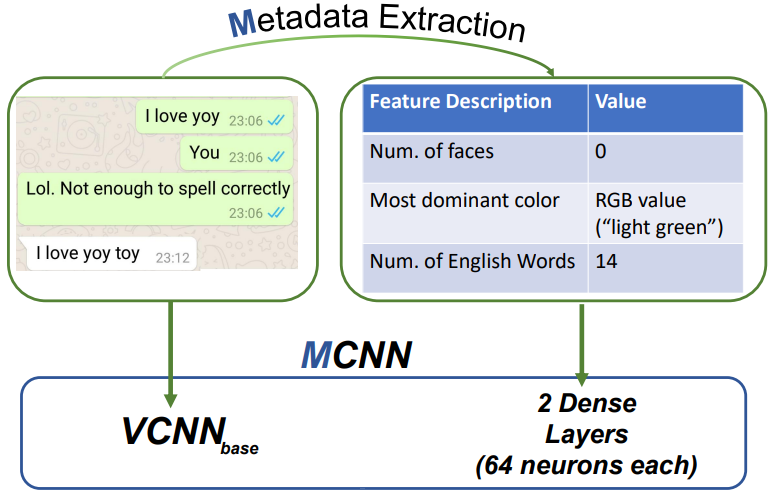 Metadata Extraction
I love yoy 23:06
You 23:06
Lol. Not enough to spell correctly
23:06
I love yoy toy 23:12
Feature Description Value
Num. of faces 0
Most dominant color RGB value
(“light green”)
Num. of English Words 14
MCNN
VCNNbase
2 Dense
Layers
(64 neurons each)